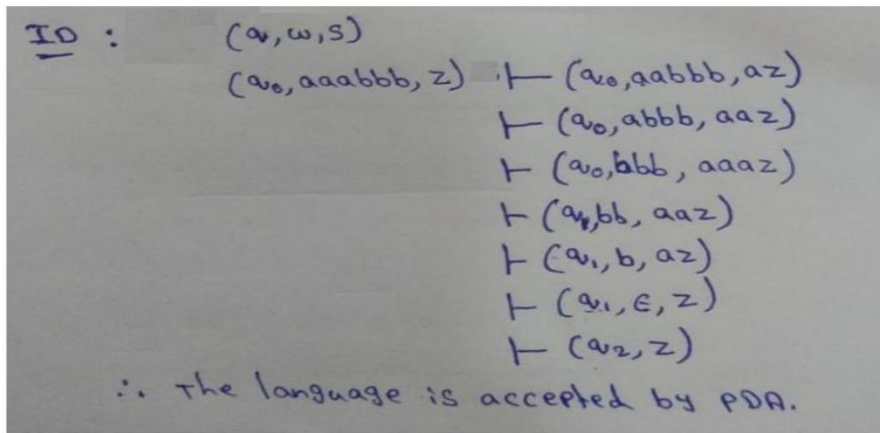 ID : (q, w, s)
(q0, aaabbb, z) ⊢ (q0, aabbb, az)
⊢ (q0, abbb, aaz)
⊢ (q0, bbb, aaaz)
⊢ (q1, bb, aaz)
⊢ (q1, b, az)
⊢ (q1, ε, z)
⊢ (q2, z)
∴ The language is accepted by PDA.